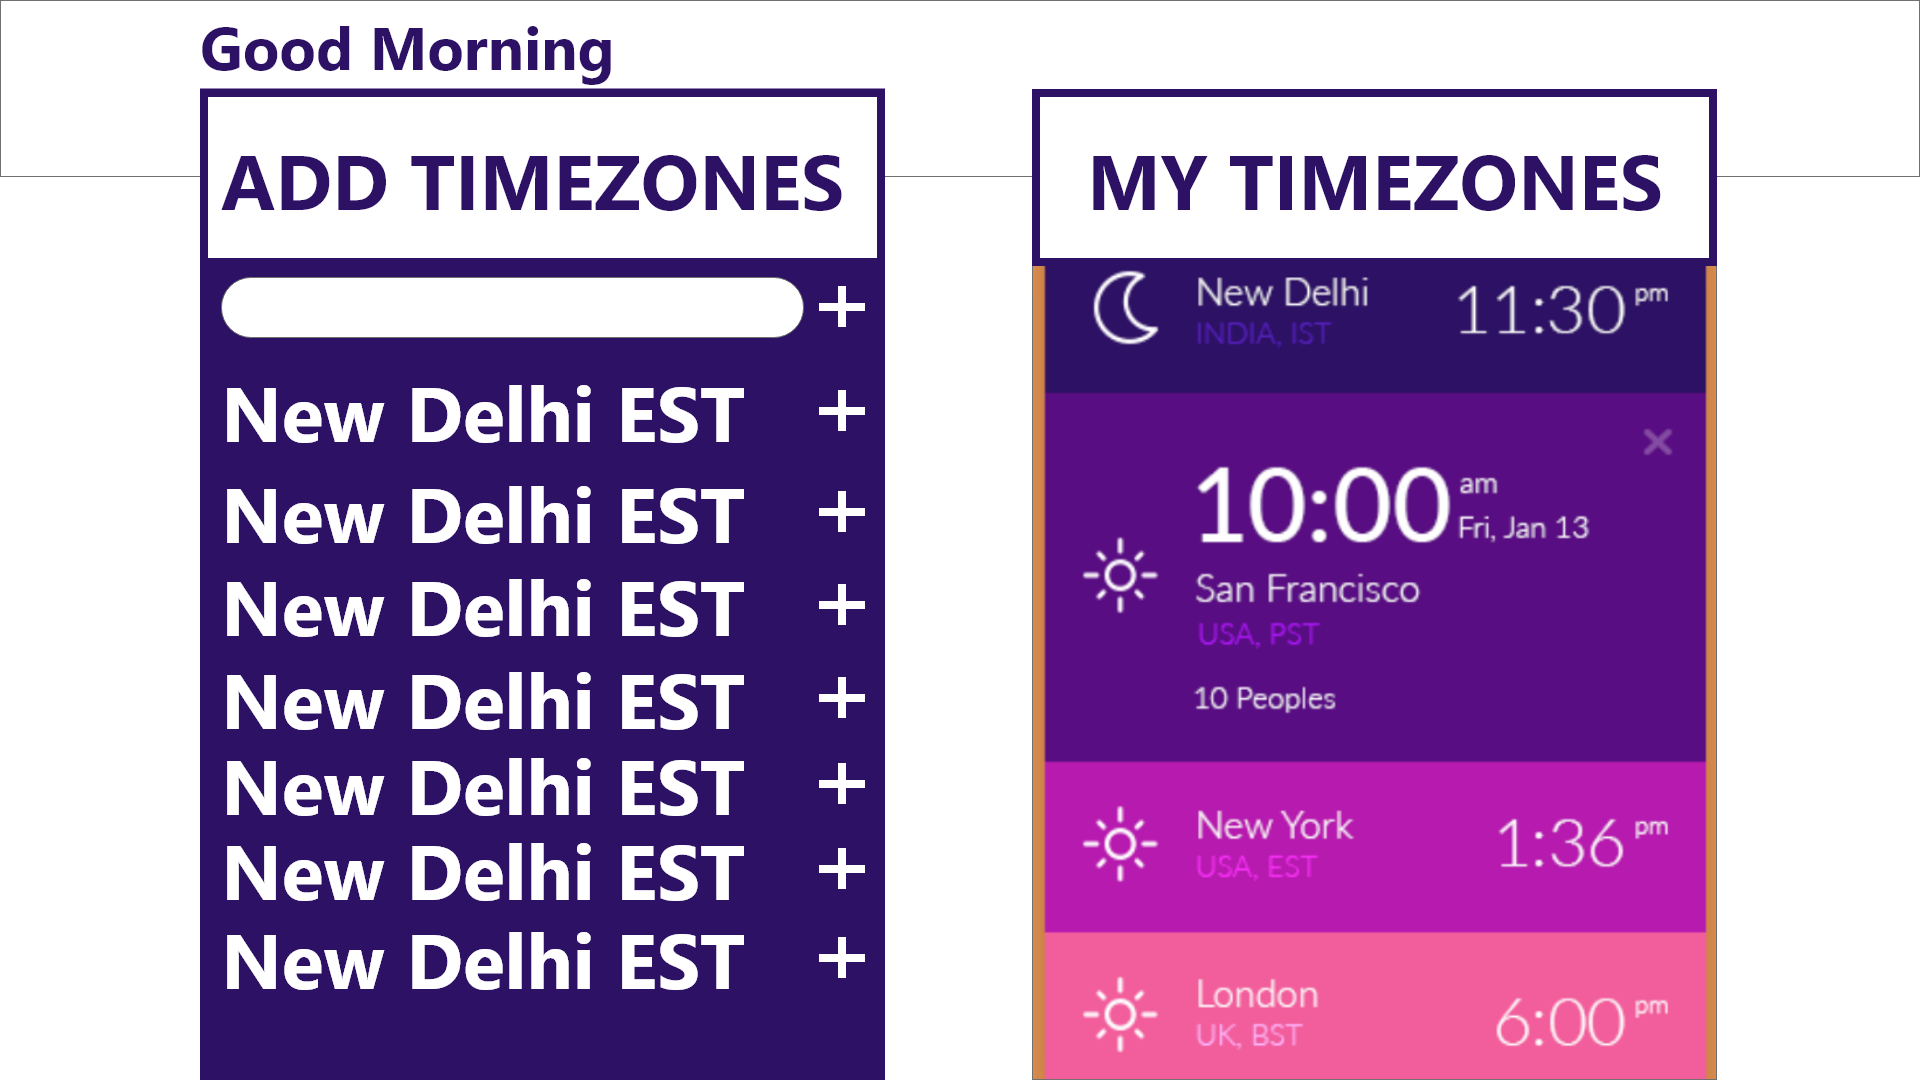 Good Morning
ADD TIMEZONES
New Delhi EST
New Delhi EST
New Delhi EST
New Delhi EST
New Delhi EST
New Delhi EST
New Delhi EST
MY TIMEZONES
New Delhi 11:30 pm
INDIA, IST
10:00 am
Fri, Jan 13
San Francisco
USA, PST
10 Peoples
New York 1:36 pm
USA, EST
London 6:00 pm
UK, BST